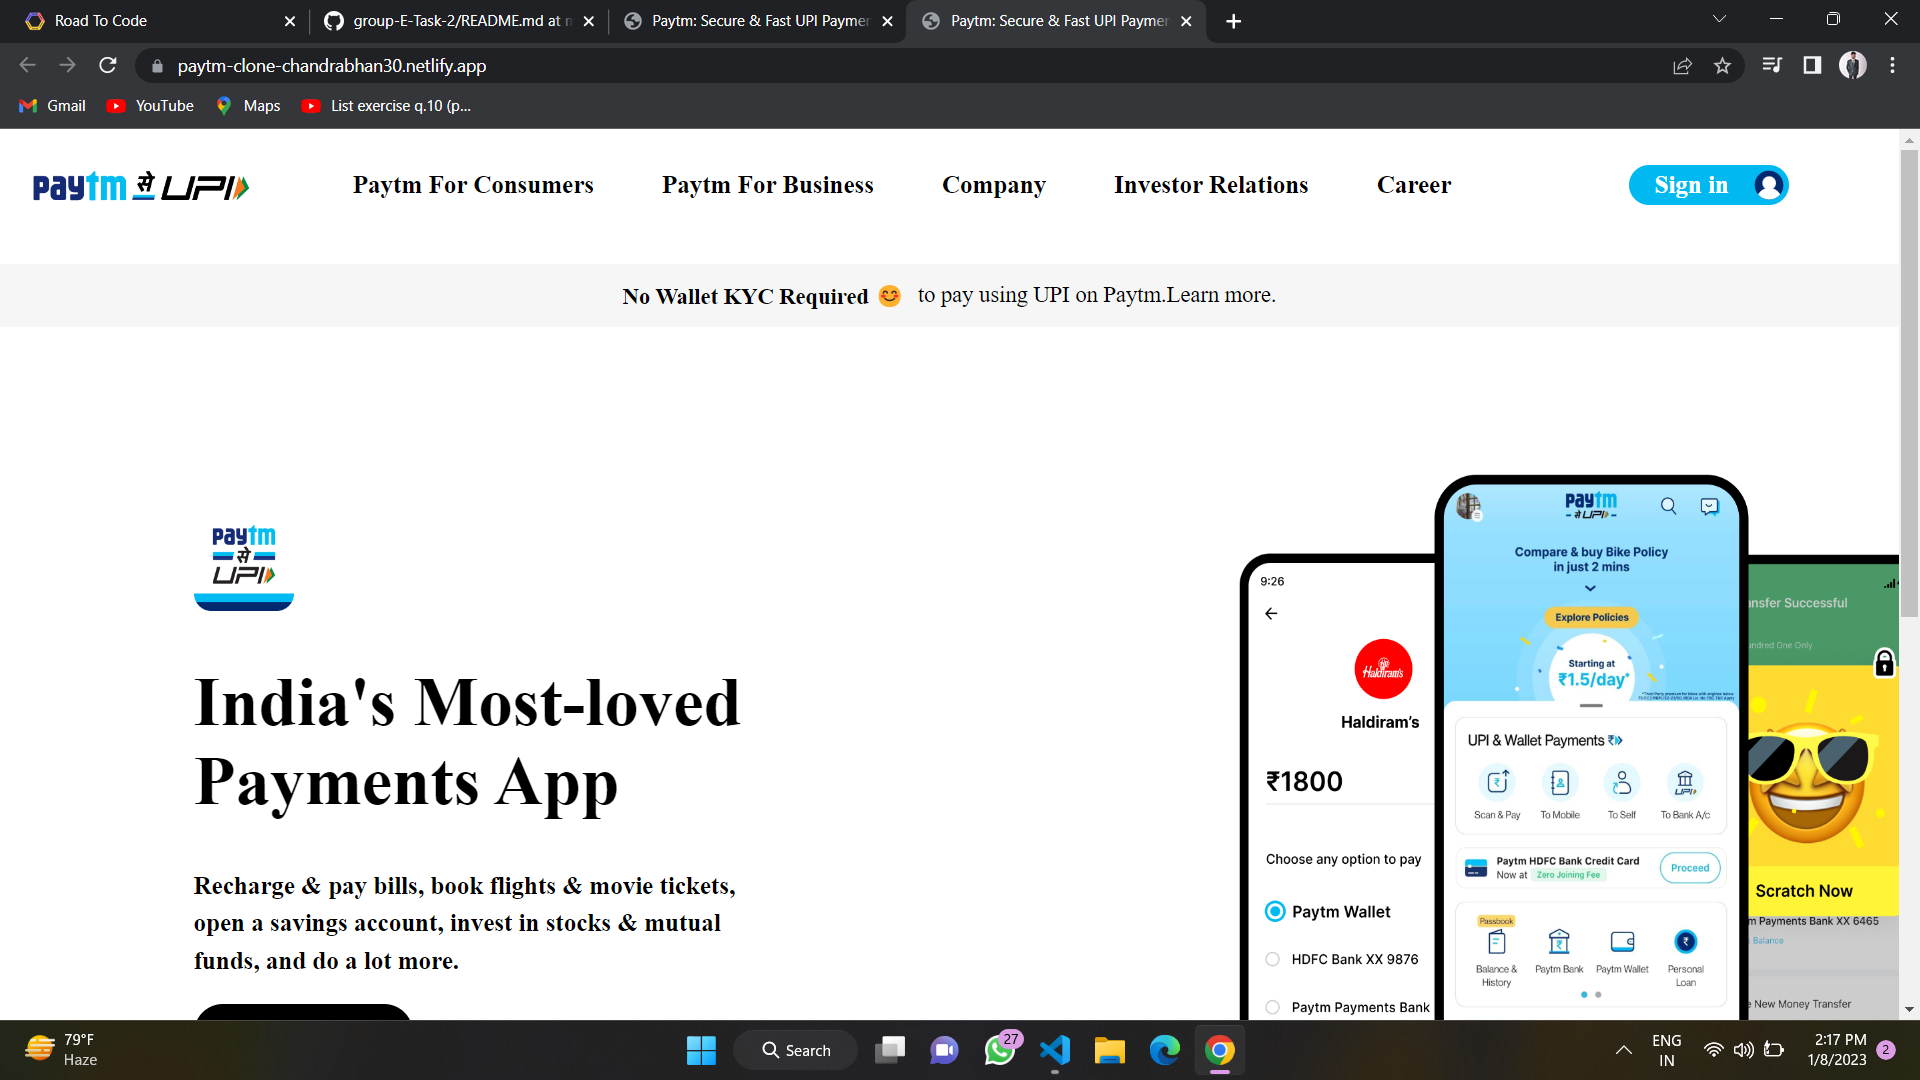 Road To Code
group-E-Task-2/README.md at m
Paytm: Secure & Fast UPI Paymen
Paytm: Secure & Fast UPI Paymen
paytm-clone-chandrabhan30.netlify.app
Gmail
YouTube
Maps
List exercise q.10 (p...
paytm से UPI
Paytm For Consumers
Paytm For Business
Company
Investor Relations
Career
Sign in
No Wallet KYC Required 😊 to pay using UPI on Paytm.Learn more.
paytm
से
UPI
India's Most-loved
Payments App
Recharge & pay bills, book flights & movie tickets,
open a savings account, invest in stocks & mutual
funds, and do a lot more.
9:26
Haldiram's
Haldiram's
₹1800
Choose any option to pay
Paytm Wallet
HDFC Bank XX 9876
Paytm Payments Bank
paytm
से UPI
Compare & buy Bike Policy
in just 2 mins
Explore Policies
Starting at
₹1.5/day*
UPI & Wallet Payments
Scan & Pay
To Mobile
To Self
UPI
To Bank A/c
Paytm HDFC Bank Credit Card
Now at Zero Joining Fee
Proceed
Passbook
Balance &
History
Paytm Bank
Paytm Wallet
Personal
Loan
ansfer Successful
undred One Only
Scratch Now
m Payments Bank XX 6465
Balance
e New Money Transfer
79°F
Haze
Search
27
ENG
IN
2:17 PM
1/8/2023
2